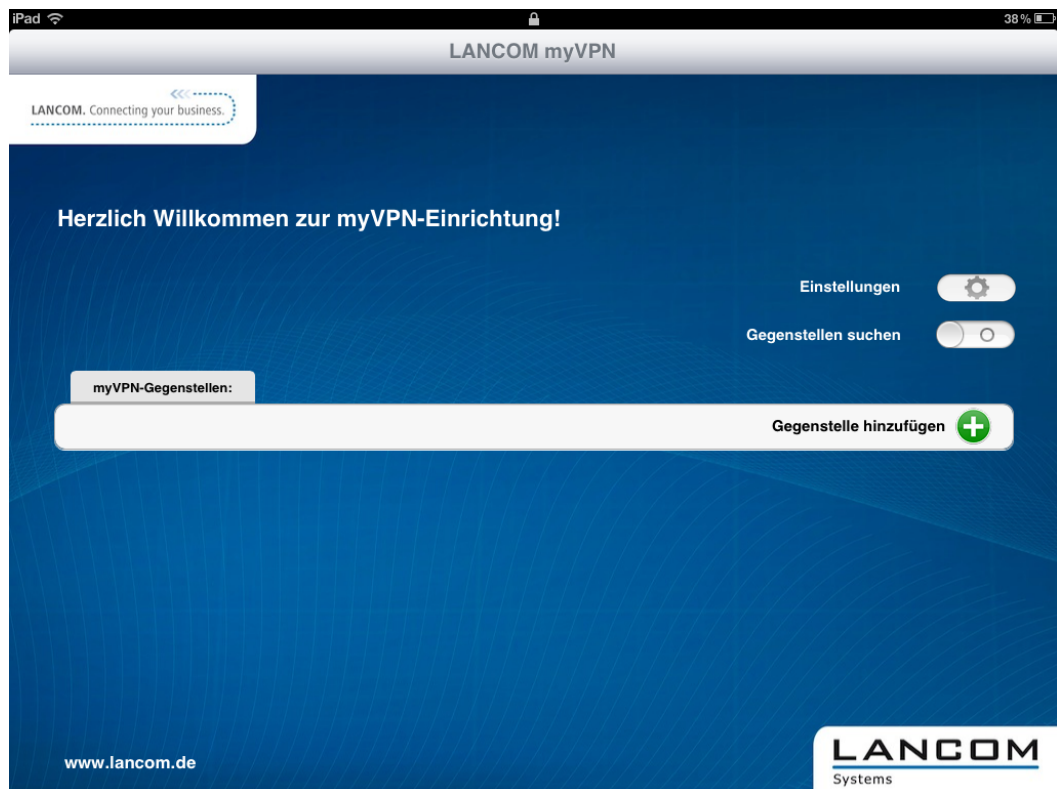 iPad
38%
LANCOM myVPN
LANCOM. Connecting your business.
Herzlich Willkommen zur myVPN-Einrichtung!
Einstellungen
Gegenstellen suchen
myVPN-Gegenstellen:
Gegenstelle hinzufügen
www.lancom.de
LANCOM
Systems